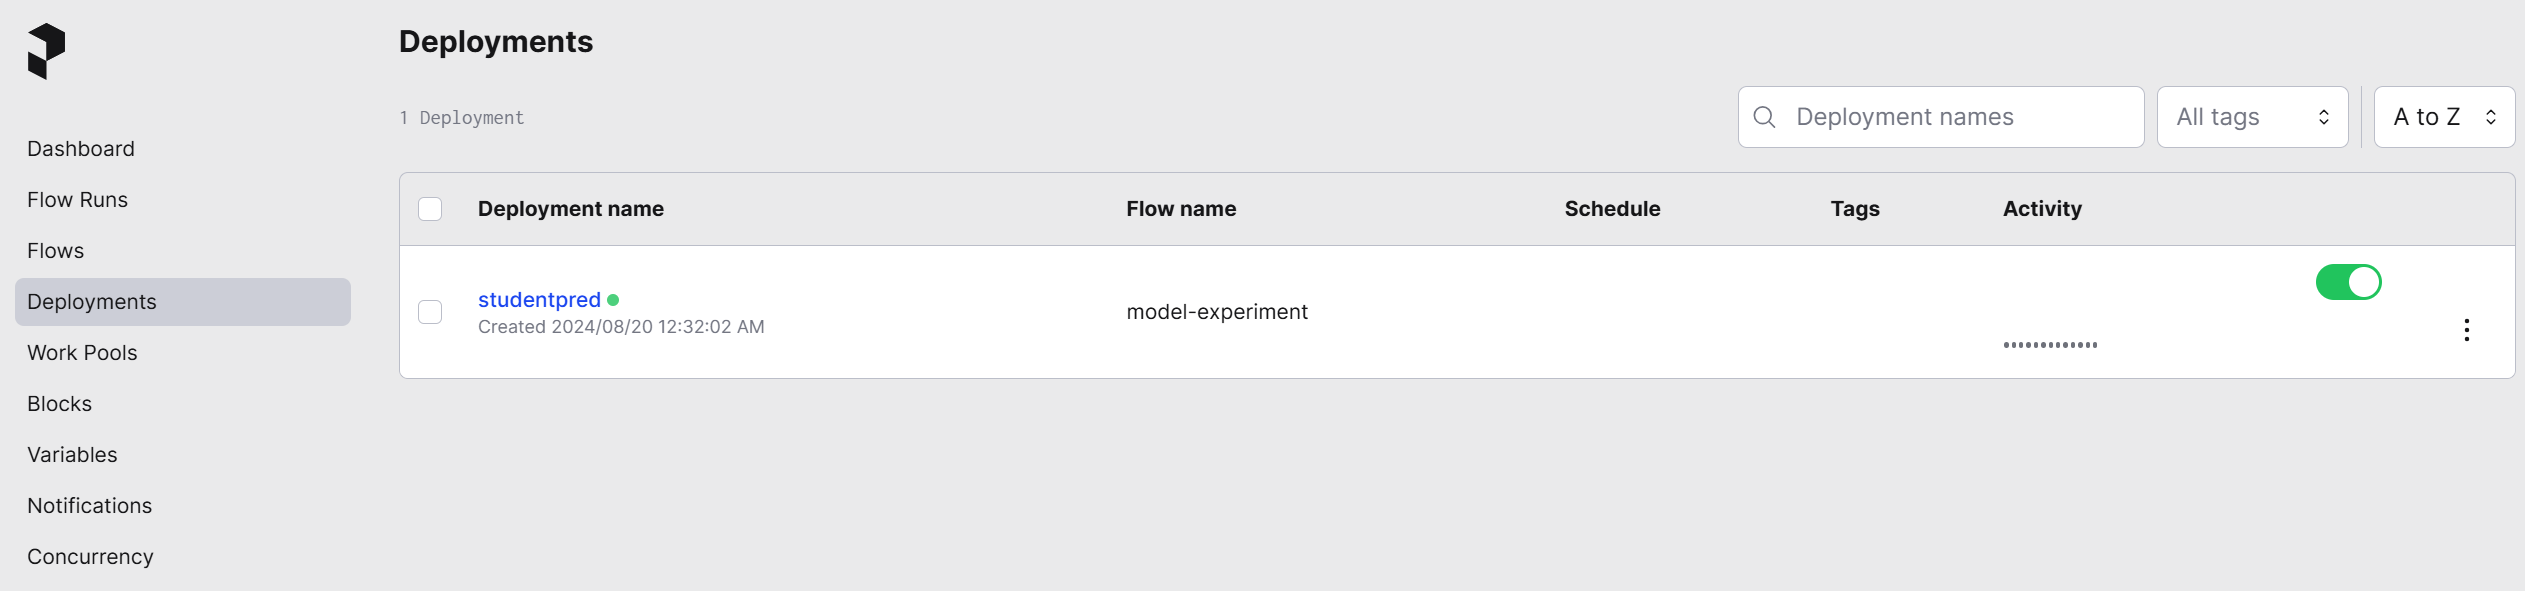 Deployments
1 Deployment
Deployment names
All tags
A to Z
Dashboard
Flow Runs
Flows
Deployments
Work Pools
Blocks
Variables
Notifications
Concurrency
Deployment name Flow name Schedule Tags Activity
studentpred
Created 2024/08/20 12:32:02 AM
model-experiment